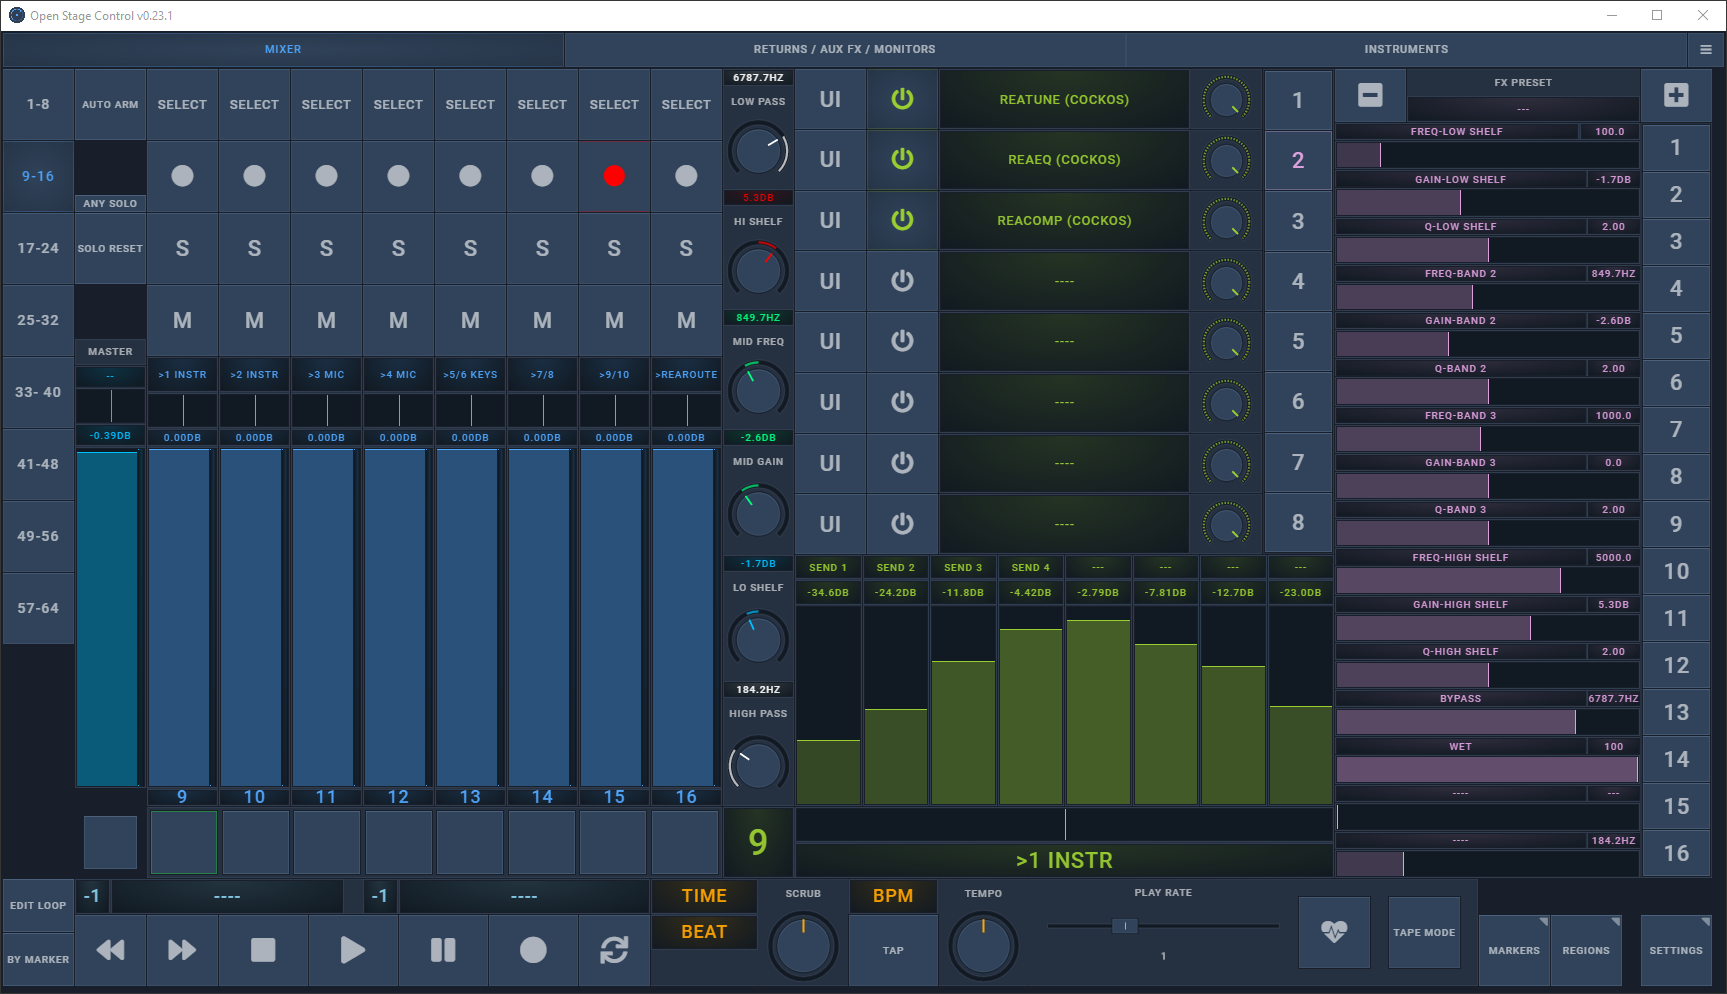 Open Stage Control v0.23.1
MIXER
RETURNS / AUX FX / MONITORS
INSTRUMENTS
1-8
9-16
17-24
25-32
33- 40
41-48
49-56
57-64
AUTO ARM
ANY SOLO
SOLO RESET
MASTER
--
-0.39DB
SELECT SELECT SELECT SELECT SELECT SELECT SELECT SELECT
S S S S S S S S
M M M M M M M M
>1 INSTR >2 INSTR >3 MIC >4 MIC >5/6 KEYS >7/8 >9/10 >REAROUTE
0.00DB 0.00DB 0.00DB 0.00DB 0.00DB 0.00DB 0.00DB 0.00DB
9 10 11 12 13 14 15 16
6787.7HZ
LOW PASS
5.3DB
HI SHELF
849.7HZ
MID FREQ
-2.6DB
MID GAIN
-1.7DB
LO SHELF
184.2HZ
HIGH PASS
9
UI REATUNE (COCKOS) 1
UI REAEQ (COCKOS) 2
UI REACOMP (COCKOS) 3
UI ---- 4
UI ---- 5
UI ---- 6
UI ---- 7
UI ---- 8
SEND 1 SEND 2 SEND 3 SEND 4 --- --- --- ---
-34.6DB -24.2DB -11.8DB -4.42DB -2.79DB -7.81DB -12.7DB -23.0DB
>1 INSTR
FX PRESET
---
FREQ-LOW SHELF 100.0
GAIN-LOW SHELF -1.7DB
Q-LOW SHELF 2.00
FREQ-BAND 2 849.7HZ
GAIN-BAND 2 -2.6DB
Q-BAND 2 2.00
FREQ-BAND 3 1000.0
GAIN-BAND 3 0.0
Q-BAND 3 2.00
FREQ-HIGH SHELF 5000.0
GAIN-HIGH SHELF 5.3DB
Q-HIGH SHELF 2.00
BYPASS 6787.7HZ
WET 100
---- ---
---- 184.2HZ
1
2
3
4
5
6
7
8
9
10
11
12
13
14
15
16
EDIT LOOP
BY MARKER
-1 ---- -1 ----
TIME
BEAT
SCRUB
BPM
TAP
TEMPO
PLAY RATE
1
TAPE MODE
MARKERS
REGIONS
SETTINGS